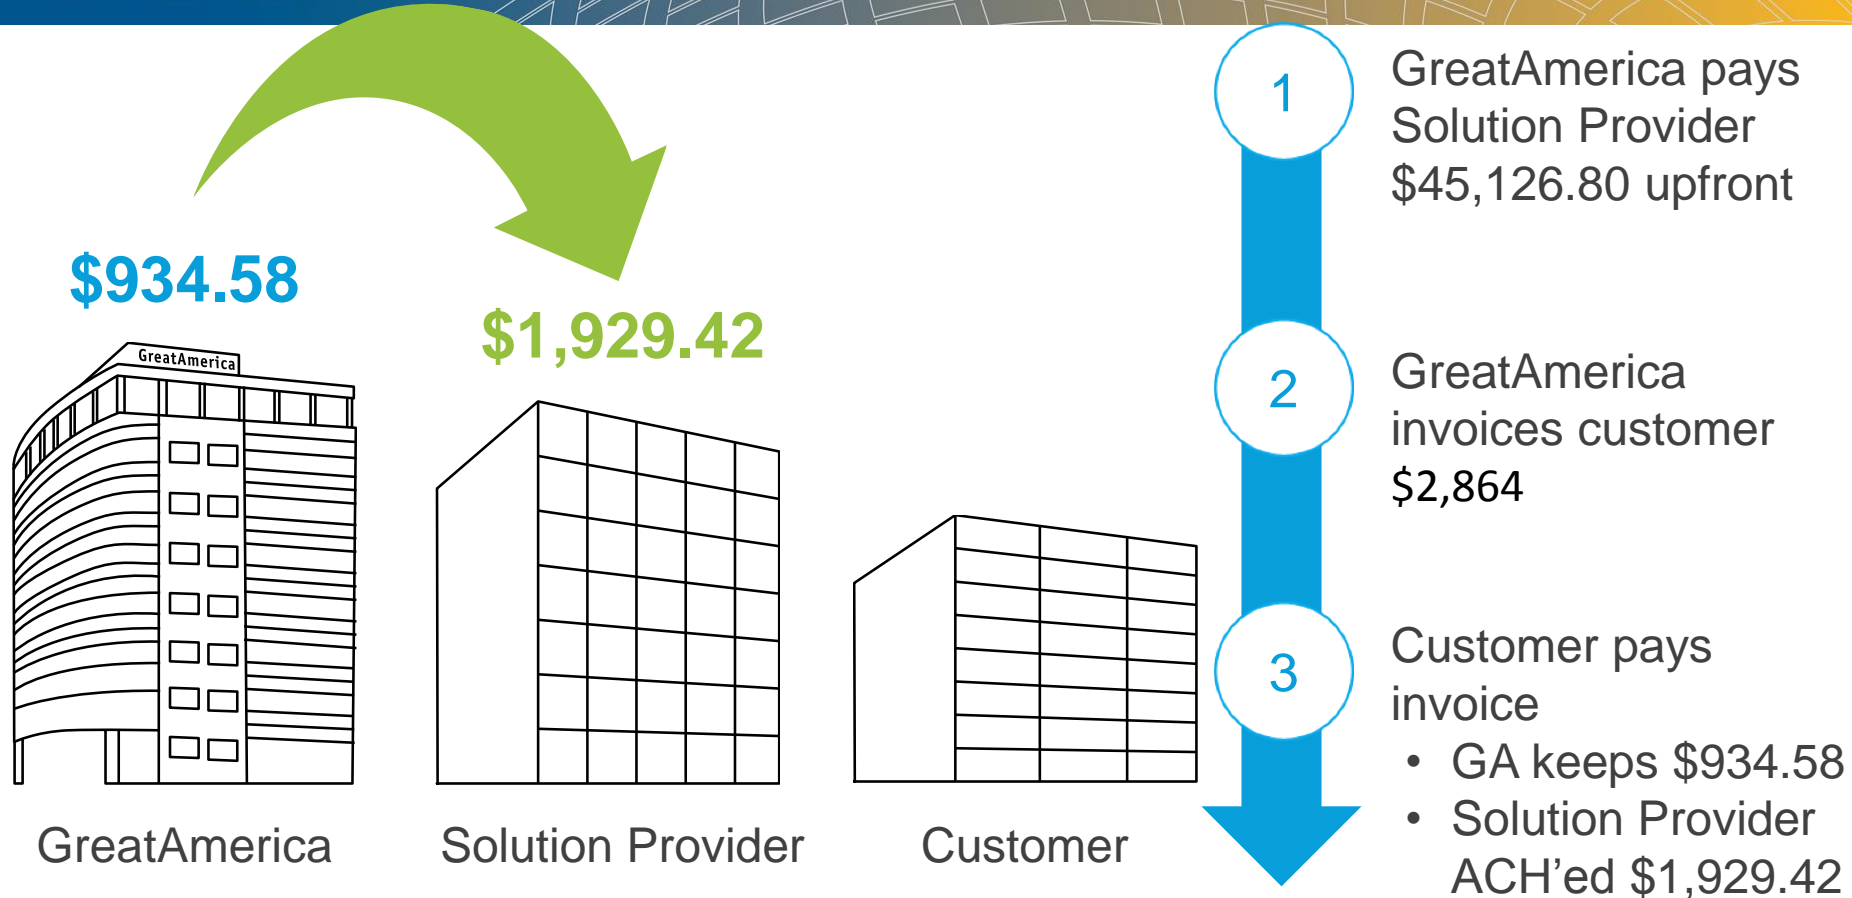 $934.58
$1,929.42
GreatAmerica
GreatAmerica
Solution Provider
Customer
1
GreatAmerica pays
Solution Provider
$45,126.80 upfront
2
GreatAmerica
invoices customer
$2,864
3
Customer pays
invoice
• GA keeps $934.58
• Solution Provider
ACH’ed $1,929.42